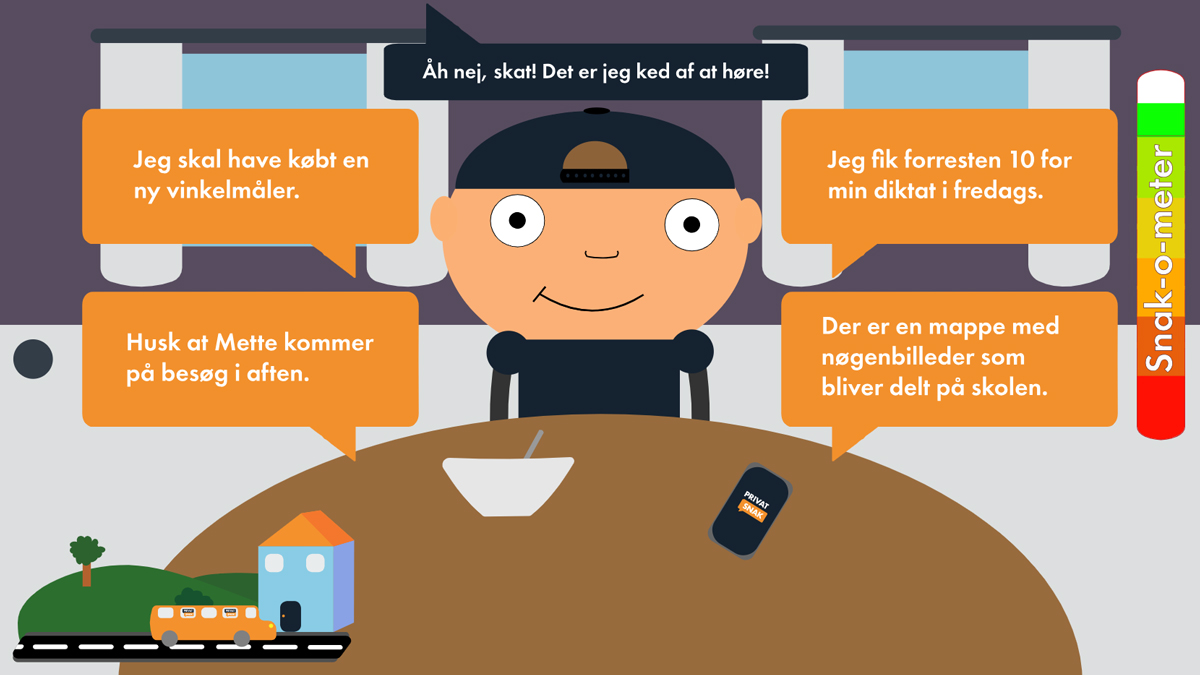 Åh nej, skat! Det er jeg ked af at høre!
Jeg skal have købt en
ny vinkelmåler.
Jeg fik forresten 10 for
min diktat i fredags.
Husk at Mette kommer
på besøg i aften.
Der er en mappe med
nøgenbilleder som
bliver delt på skolen.
Snak-o-meter
PRIVAT
SNAK